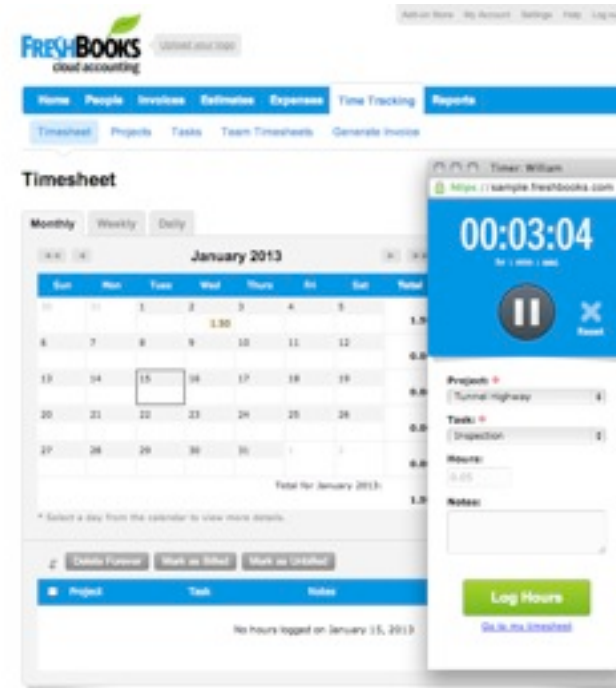 Add-on Store My Account Settings Help
FRESHBOOKS
cloud accounting
Upload your logo
Home People Invoices Estimates Expenses Time Tracking Reports
Timesheet Projects Tasks Team Timesheets Generate Invoice
Timesheet
Monthly Weekly Daily
January 2013
Sun Mon Tues Wed Thurs Fri Sat Total
1 2 3 4 5
1.50
6 7 8 9 10 11 12
13 14 15 16 17 18 19
20 21 22 23 24 25 26
27 28 29 30 31 1 2
Total for January 2013:
* Select a day from the calendar to view more details.
Delete Forever Mark as Billed Mark as Unbilled
Project Task Notes
No hours logged on January 15, 2013
Timer: William
https://sample.freshbooks.com
00:03:04
Reset
Project: *
Tunnel Highway
Task: *
Inspection
Hours:
0.05
Notes:
Log Hours
Go to my timesheet